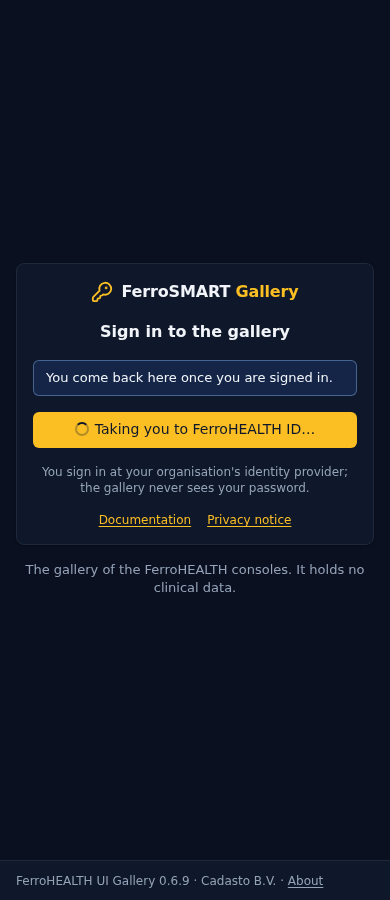 FerroSMART Gallery
Sign in to the gallery
You come back here once you are signed in.
Taking you to FerroHEALTH ID…
You sign in at your organisation's identity provider;
the gallery never sees your password.
Documentation Privacy notice
The gallery of the FerroHEALTH consoles. It holds no
clinical data.
FerroHEALTH UI Gallery 0.6.9 · Cadasto B.V. · About